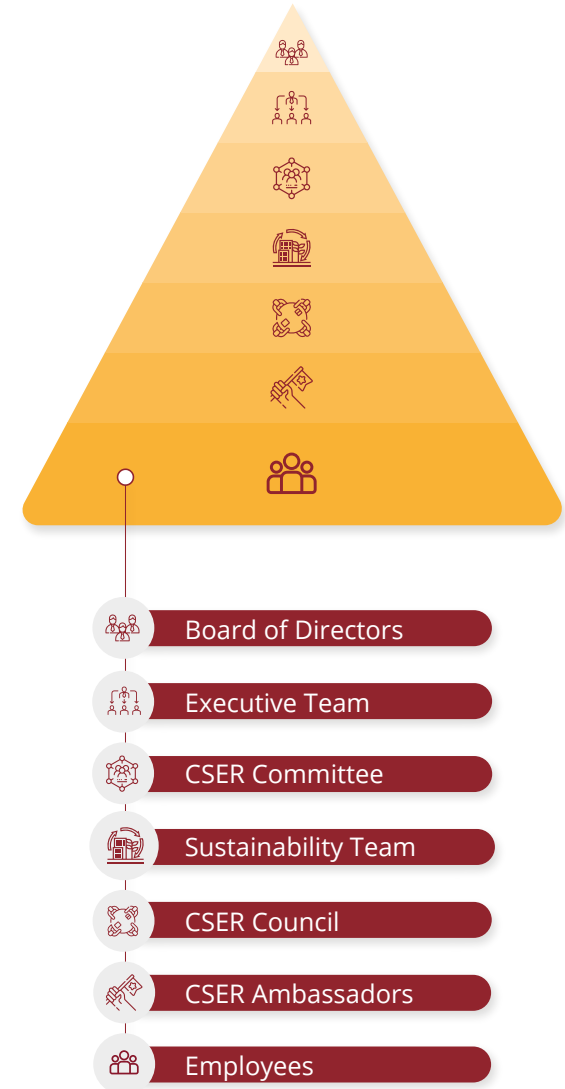 Board of Directors
Executive Team
CSER Committee
Sustainability Team
CSER Council
CSER Ambassadors
Employees